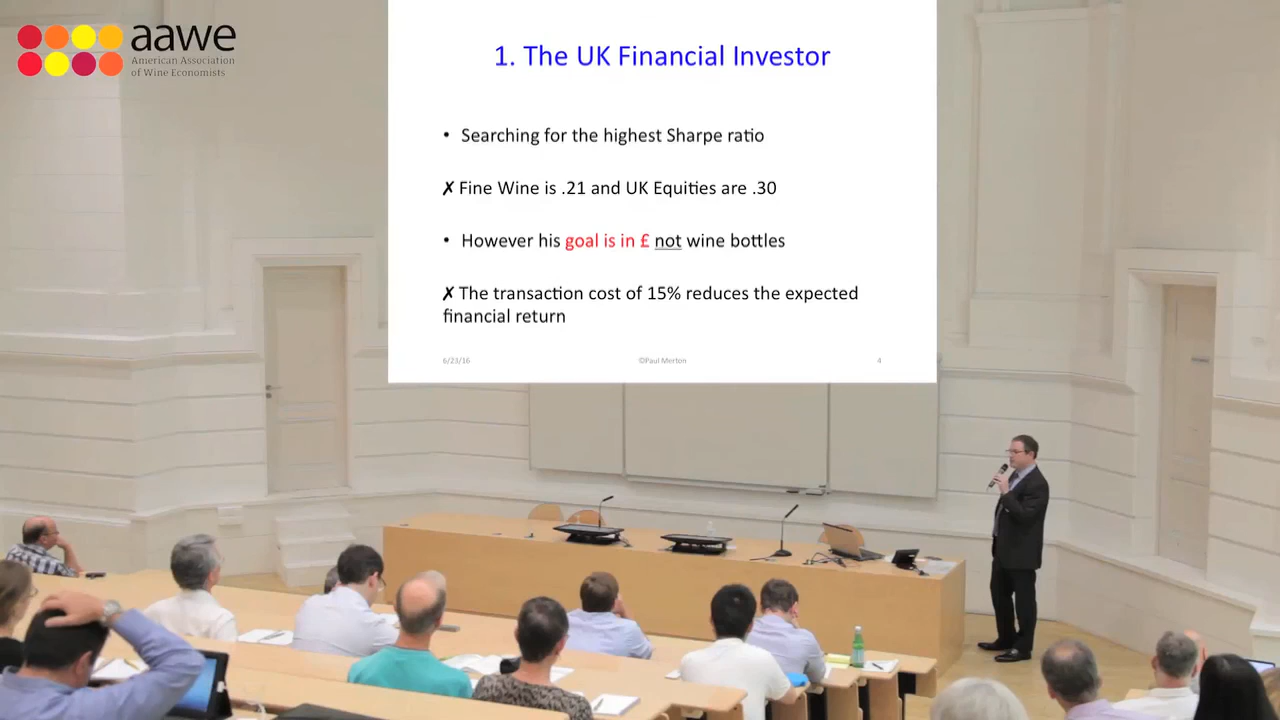 aawe
American Association
of Wine Economists
1. The UK Financial Investor
• Searching for the highest Sharpe ratio
✗ Fine Wine is .21 and UK Equities are .30
• However his goal is in £ not wine bottles
✗ The transaction cost of 15% reduces the expected
financial return
6/23/16
©Paul Merton
4